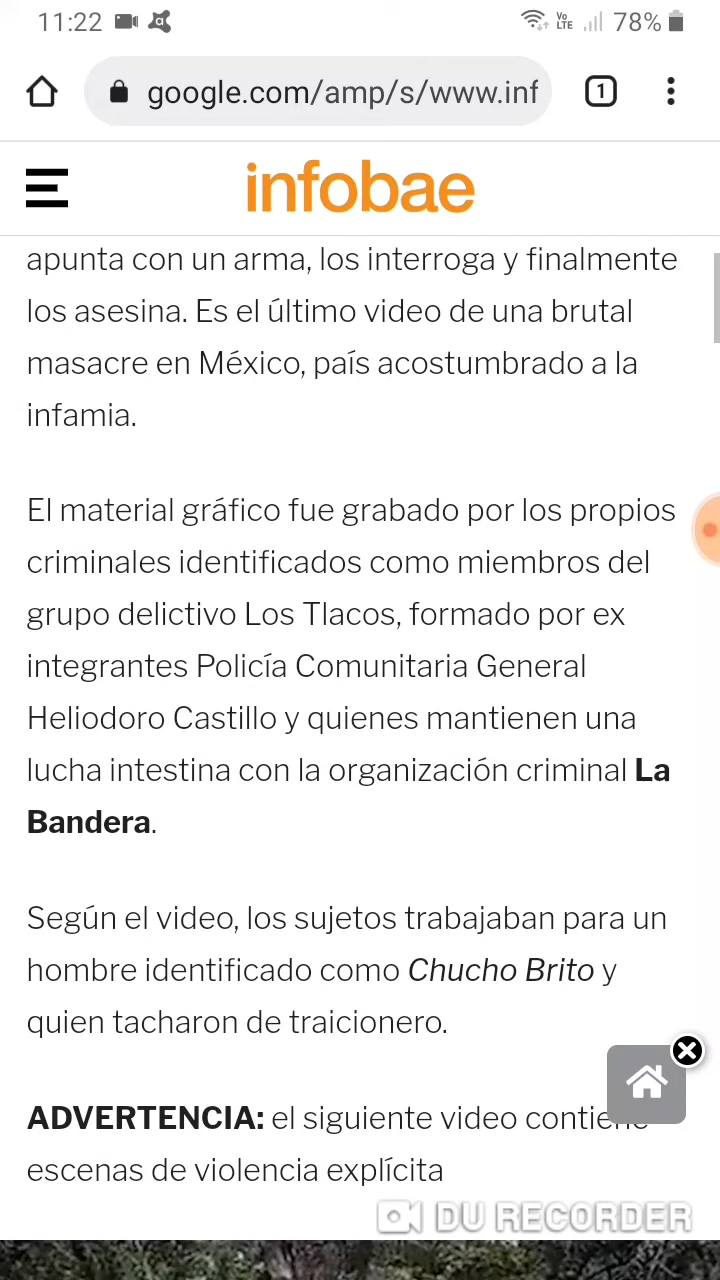 11:22
Vo LTE 78%
google.com/amp/s/www.inf
1
infobae
apunta con un arma, los interroga y finalmente
los asesina. Es el último video de una brutal
masacre en México, país acostumbrado a la
infamia.
El material gráfico fue grabado por los propios
criminales identificados como miembros del
grupo delictivo Los Tlacos, formado por ex
integrantes Policía Comunitaria General
Heliodoro Castillo y quienes mantienen una
lucha intestina con la organización criminal La
Bandera.
Según el video, los sujetos trabajaban para un
hombre identificado como Chucho Brito y
quien tacharon de traicionero.
ADVERTENCIA: el siguiente video contiene
escenas de violencia explícita
DU RECORDER